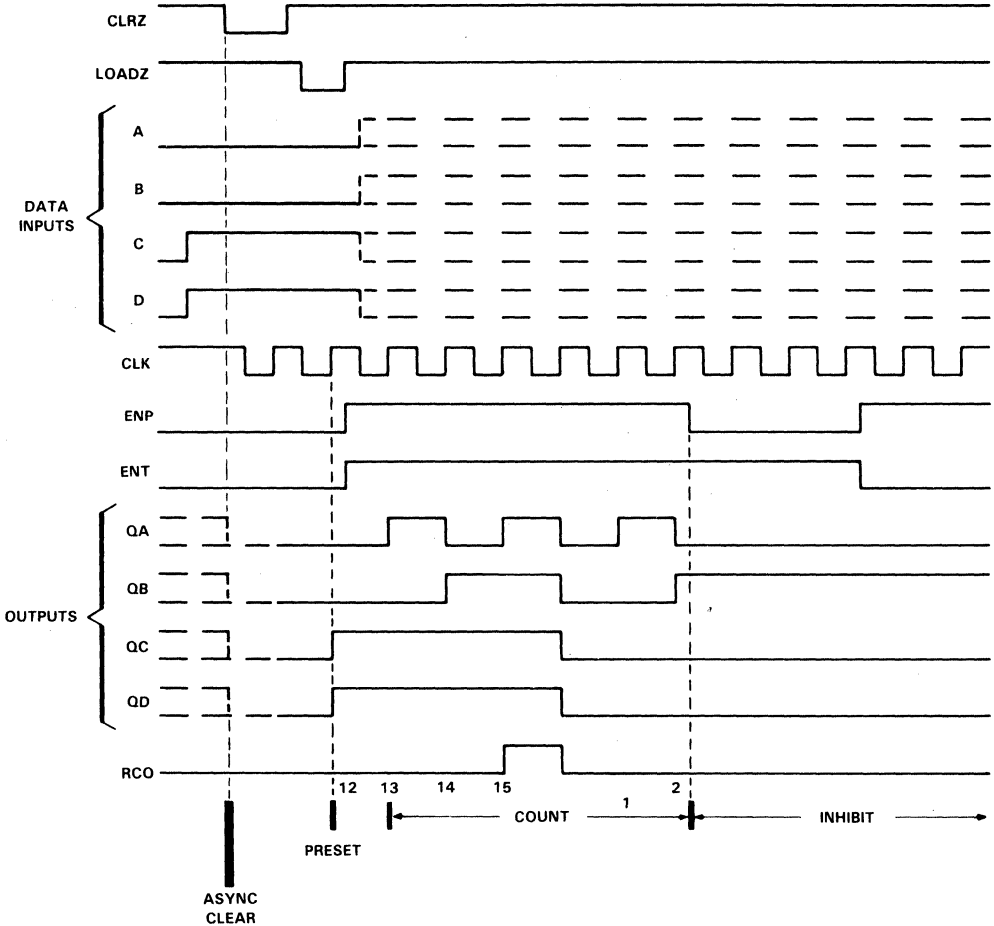 CLRZ
LOADZ
A
B
DATA
INPUTS
C
D
CLK
ENP
ENT
QA
QB
OUTPUTS
QC
QD
RCO
12 13 14 15 1 2
COUNT
INHIBIT
PRESET
ASYNC
CLEAR